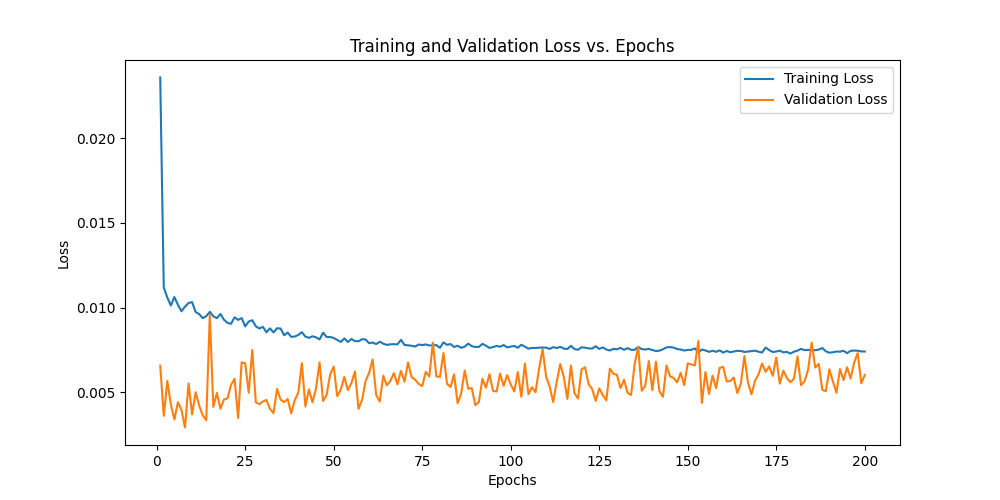 Training and Validation Loss vs. Epochs
Training Loss
Validation Loss
0.020
0.015
0.010
0.005
Loss
0 25 50 75 100 125 150 175 200
Epochs